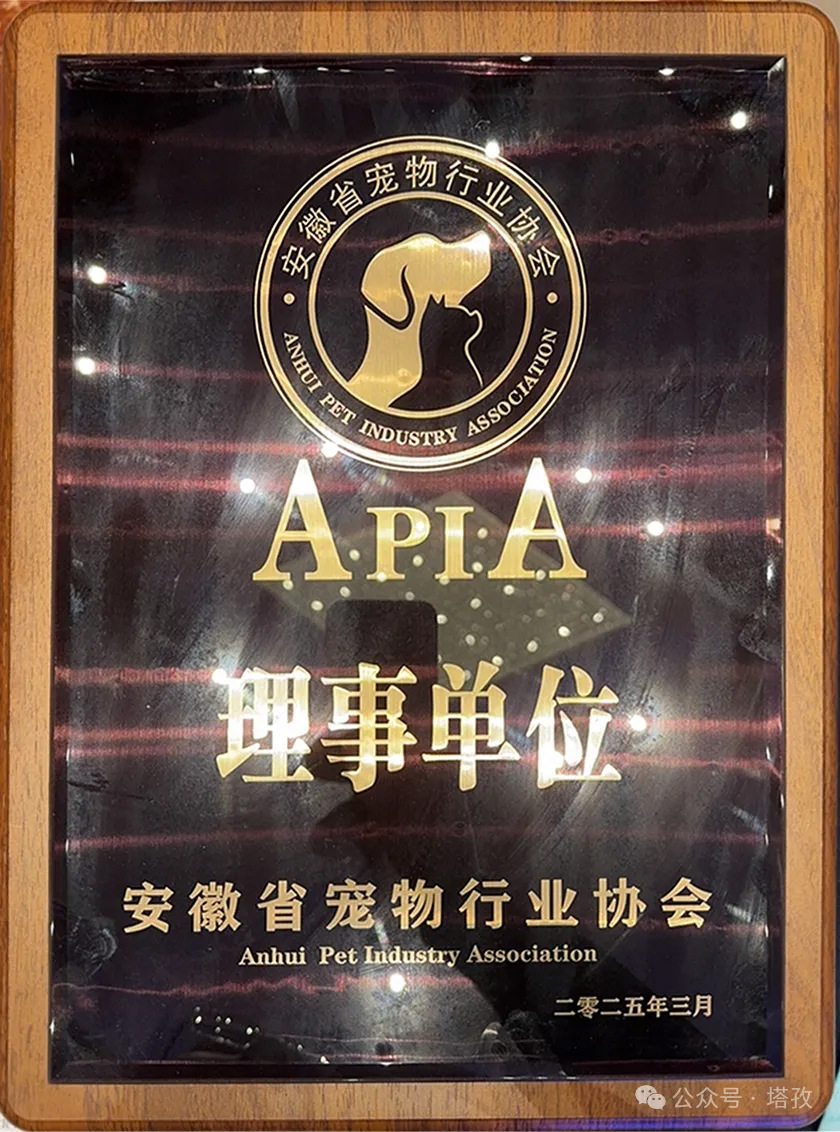 安徽省宠物行业协会
ANHUI PET INDUSTRY ASSOCIATION
APIA
理事单位
安徽省宠物行业协会
Anhui Pet Industry Association
二零二五年三月
公众号·塔孜